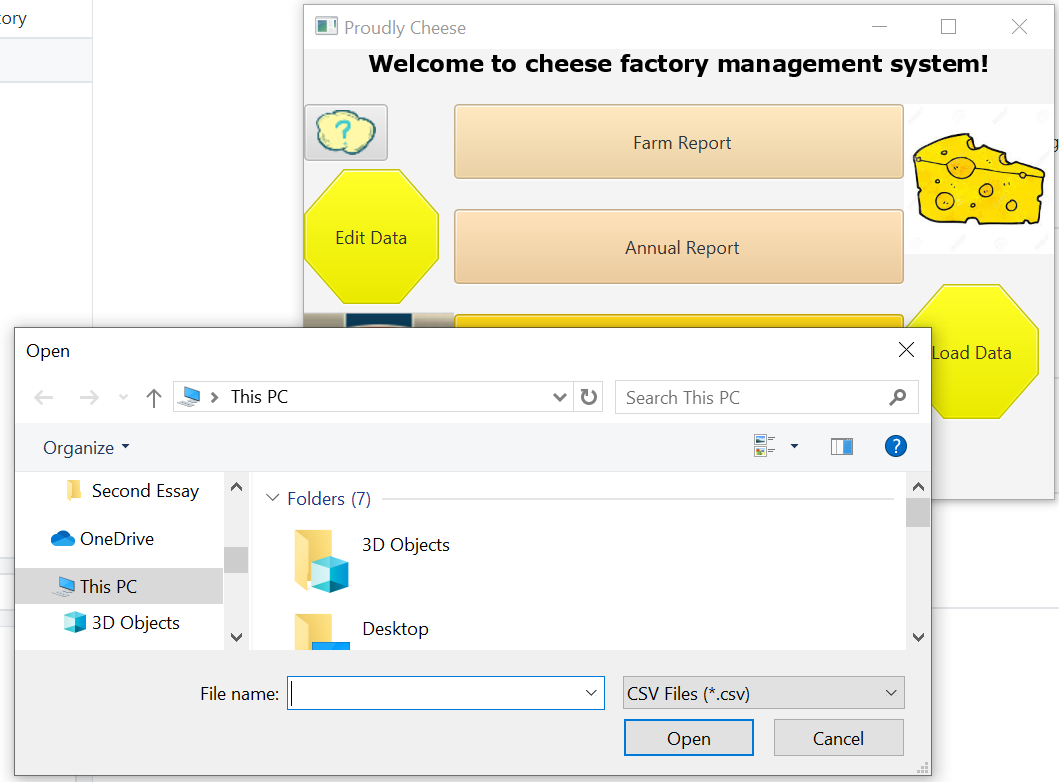 ory
Proudly Cheese
Welcome to cheese factory management system!
?
Farm Report
Edit Data
Annual Report
Load Data
Open
This PC
Search This PC
Organize
?
Second Essay
OneDrive
This PC
3D Objects
Folders (7)
3D Objects
Desktop
File name:
CSV Files (*.csv)
Open
Cancel